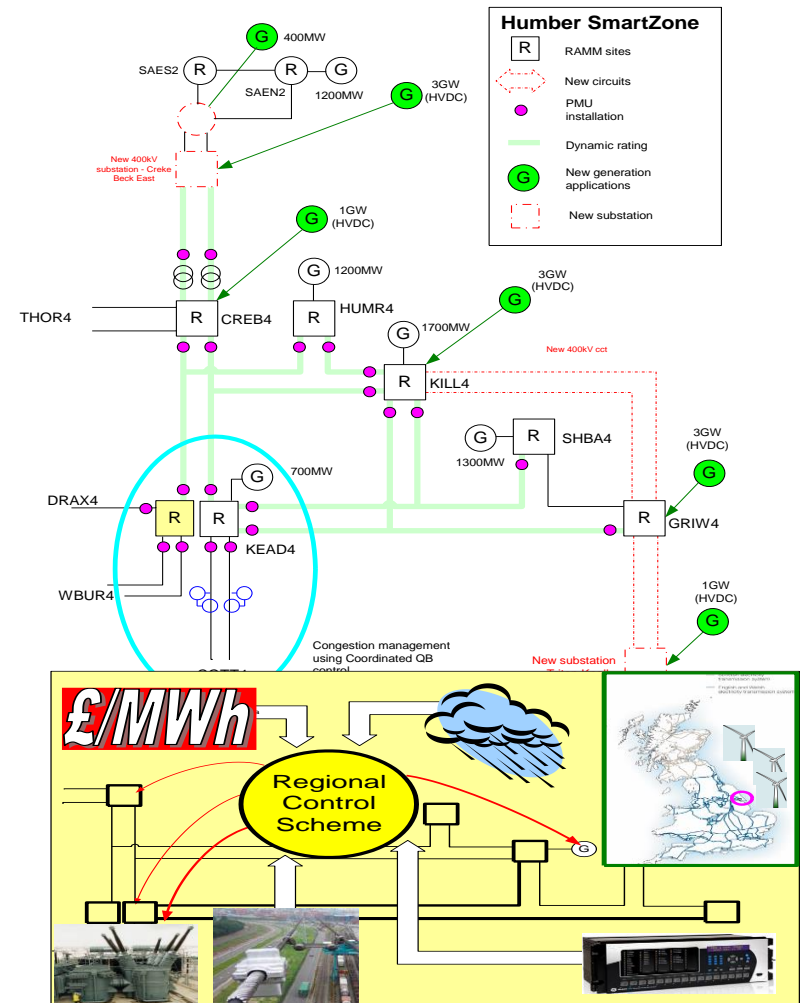 Humber SmartZone
R
RAMM sites
New circuits
PMU
installation
Dynamic rating
G
New generation
applications
New substation
G
400MW
SAES2
R
R
G
SAEN2
1200MW
G
3GW
(HVDC)
New 400kV
substation - Creke
Beck East
G
1GW
(HVDC)
G
1200MW
HUMR4
THOR4
R
CREB4
R
G
3GW
(HVDC)
G
1700MW
New 400kV cct
R
KILL4
G
1300MW
R
SHBA4
3GW
(HVDC)
G
G
700MW
DRAX4
R
R
KEAD4
R
GRIW4
WBUR4
1GW
(HVDC)
G
Congestion management
using Coordinated QB
control
New substation
£/MWh
Regional
Control
Scheme
G
electricity transmission system